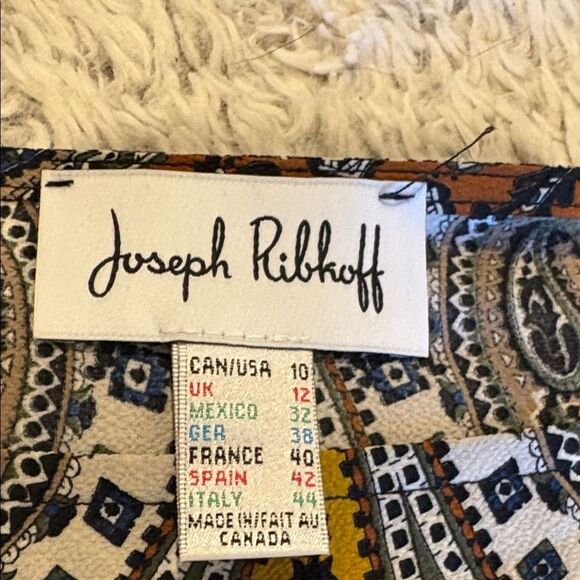 Joseph Ribkoff
CAN/USA 10
UK 12
MEXICO 32
GER 38
FRANCE 40
SPAIN 42
ITALY 44
MADE IN/FAIT AU
CANADA